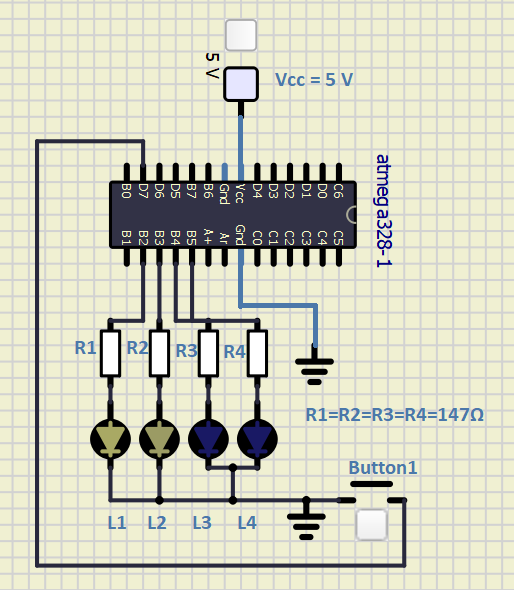 5 V
Vcc = 5 V
atmega328-1
B0 D7 D6 D5 B7 B6 Gnd Vcc D4 D3 D2 D1 D0 C6
B1 B2 B3 B4 B5 A+ Ar Gnd C0 C1 C2 C3 C4 C5
R1 R2 R3 R4
R1=R2=R3=R4=147Ω
Button1
L1 L2 L3 L4